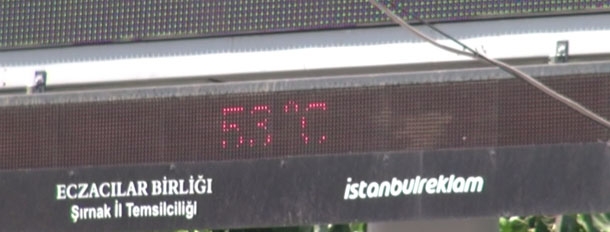 53 °C
ECZACILAR BİRLİĞİ
Şırnak İl Temsilciliği
istanbulreklam